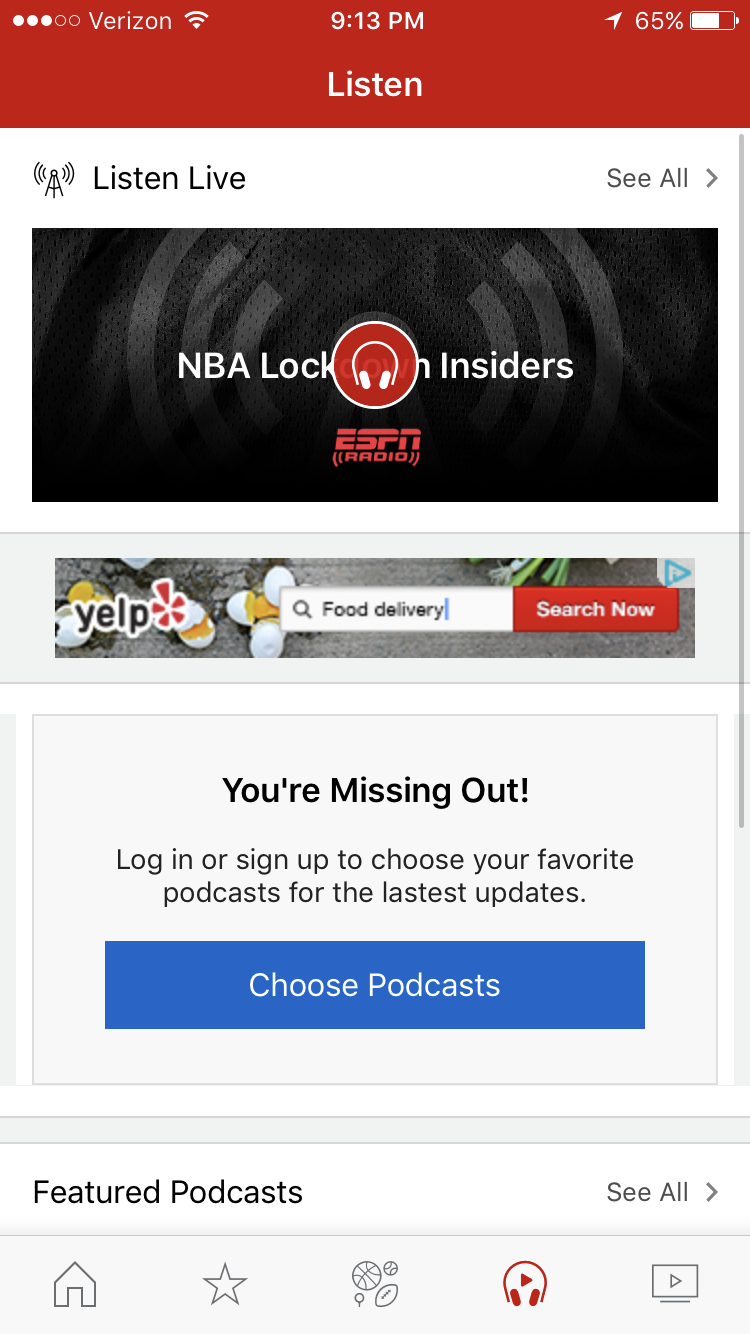 Verizon 9:13 PM 65%
Listen
Listen Live See All
NBA Lockdown Insiders
ESPN
RADIO
yelp Food delivery Search Now
You're Missing Out!
Log in or sign up to choose your favorite
podcasts for the lastest updates.
Choose Podcasts
Featured Podcasts See All